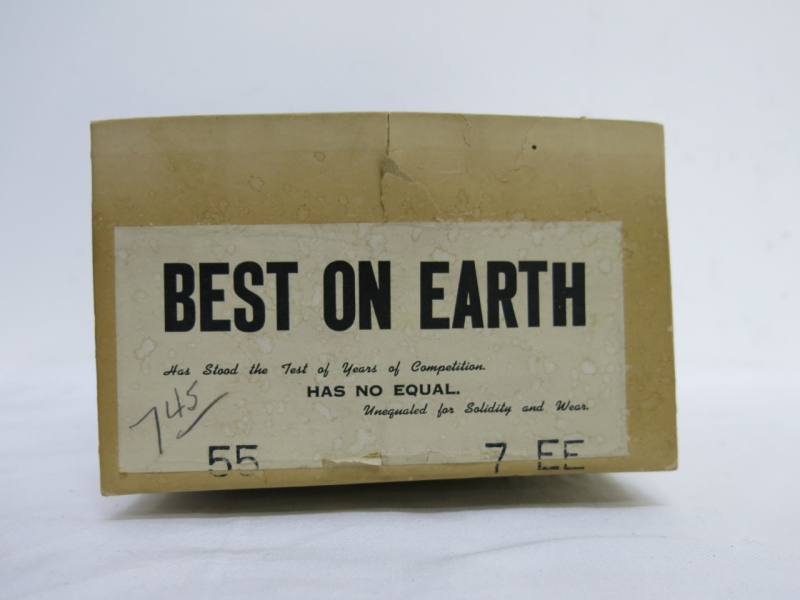 BEST ON EARTH
Has Stood the Test of Years of Competition.
HAS NO EQUAL.
Unequaled for Solidity and Wear.
745
55 7 EE